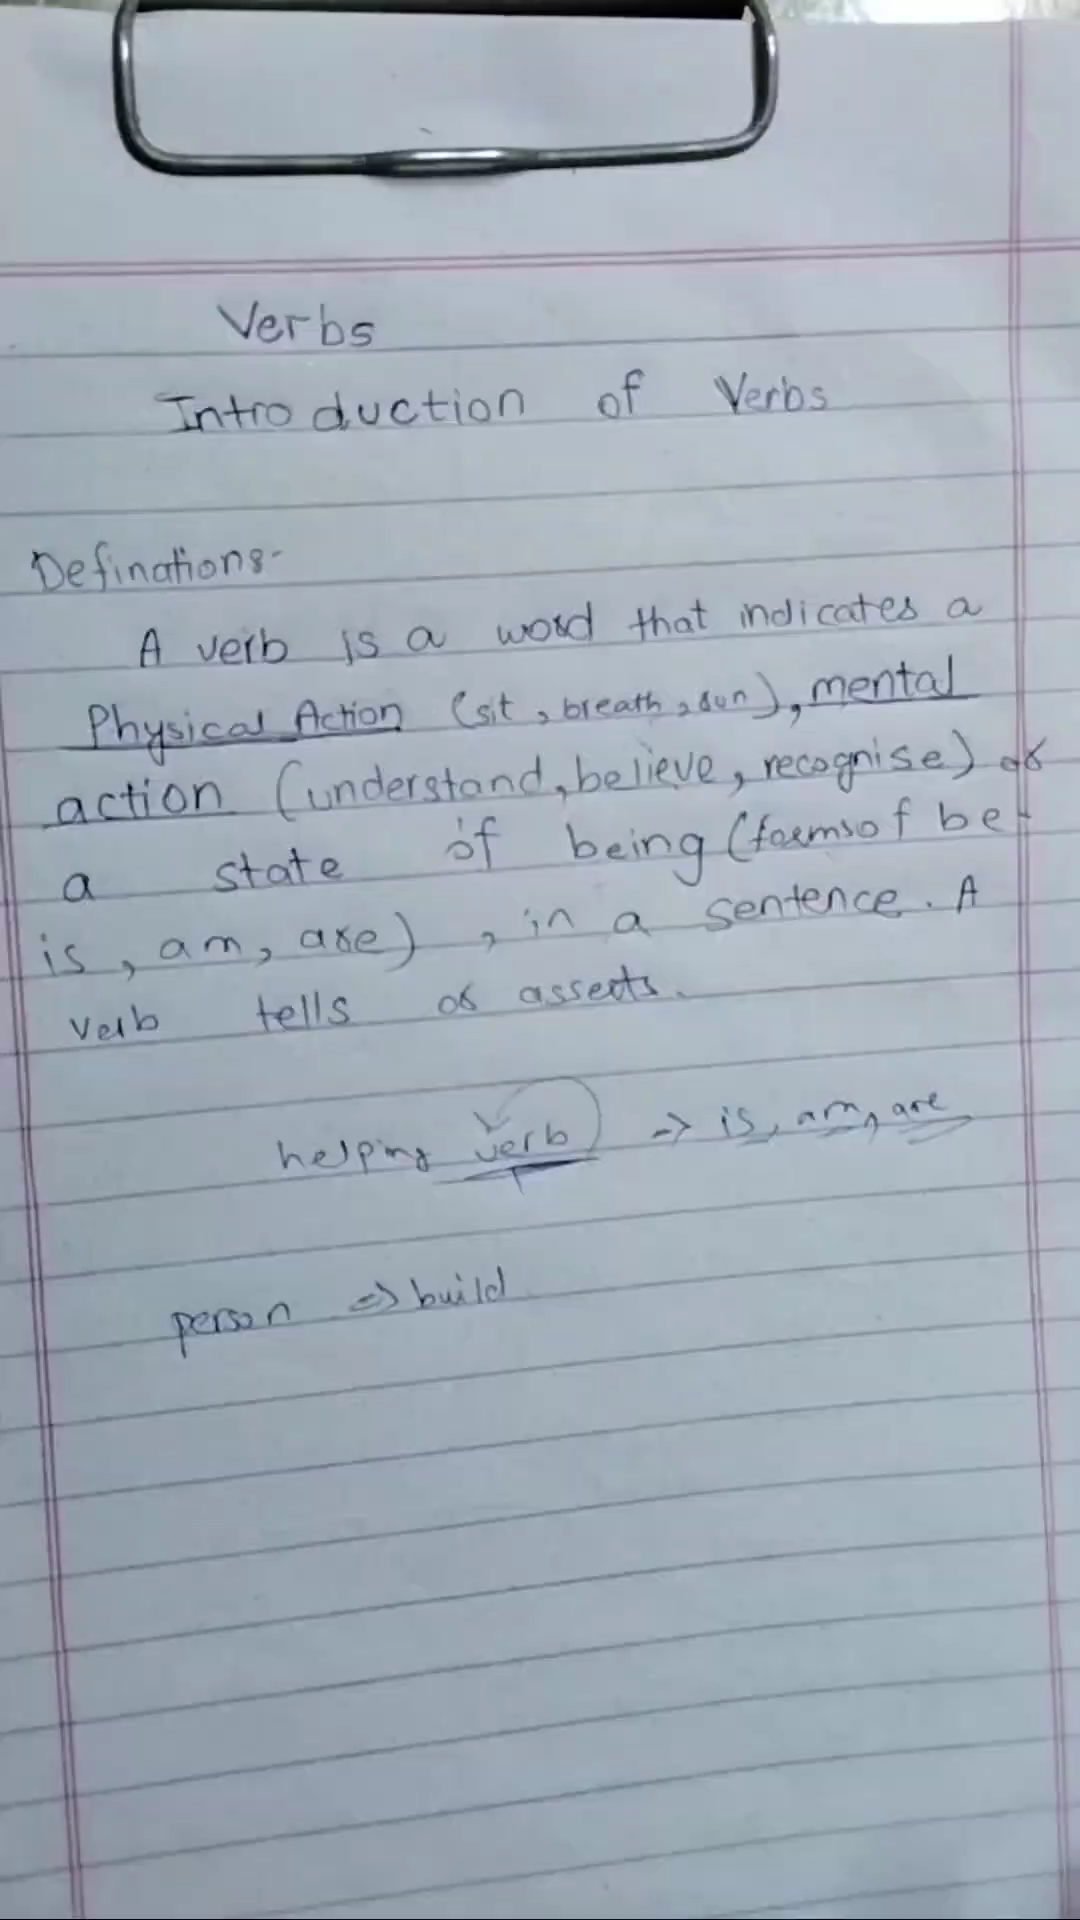 Verbs
Introduction of Verbs
Definations-
A verb is a word that indicates a
Physical Action (sit, breath, run), mental
action (understand, believe, recognise) or
a state of being (forms of be-
is, am, are), in a sentence. A
verb tells or asserts.
helping verb → is, am, are
person ⇒ build